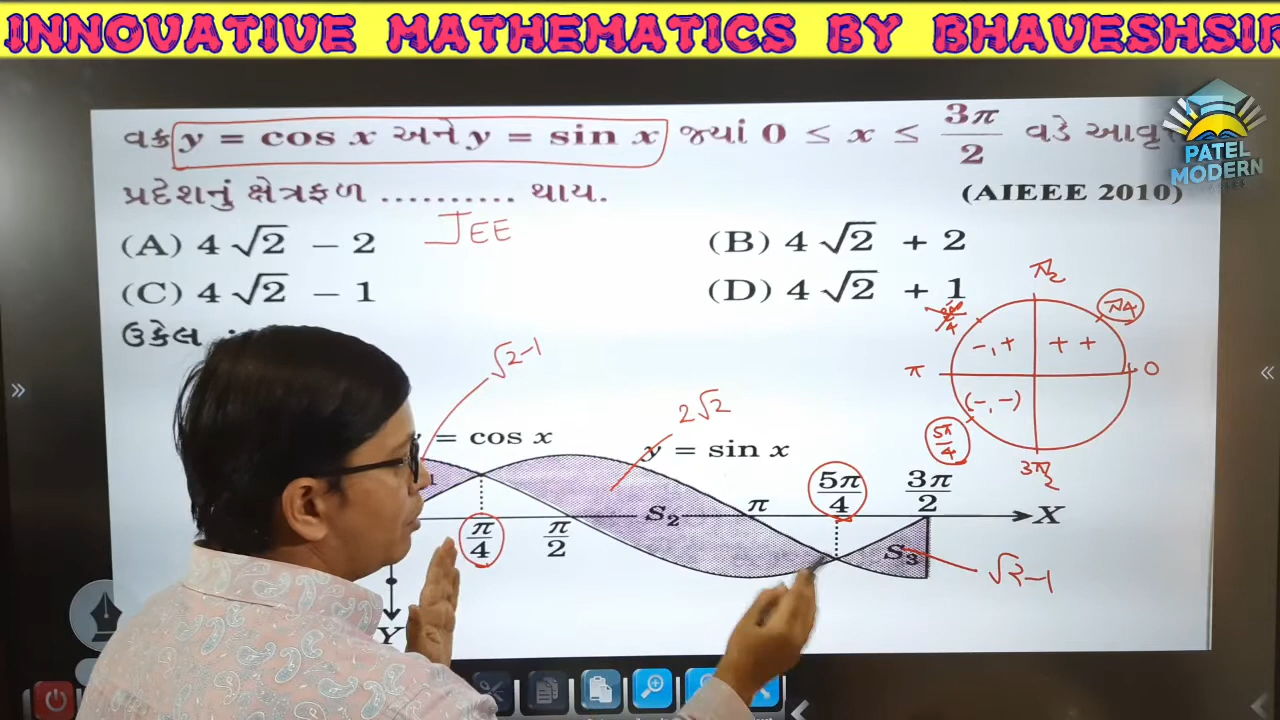 INNOVATIVE MATHEMATICS BY BHAVESHSIR
વક્ર y = cos x અને y = sin x જ્યાં 0 ≤ x ≤ 3π/2 વડે આવૃત્ત
પ્રદેશનું ક્ષેત્રફળ .......... થાય. (AIEEE 2010)
PATEL
MODERN
JEE
(A) 4√2 − 2 (B) 4√2 + 2
(C) 4√2 − 1 (D) 4√2 + 1
ઉકેલ :
π/2
π/4
−,+ + +
π 0
(−,−)
5π/4
3π/2
√2−1
2√2
y = cos x
y = sin x
5π/4 3π/2
S2 π X
π/4 π/2
S3
√2−1
Y